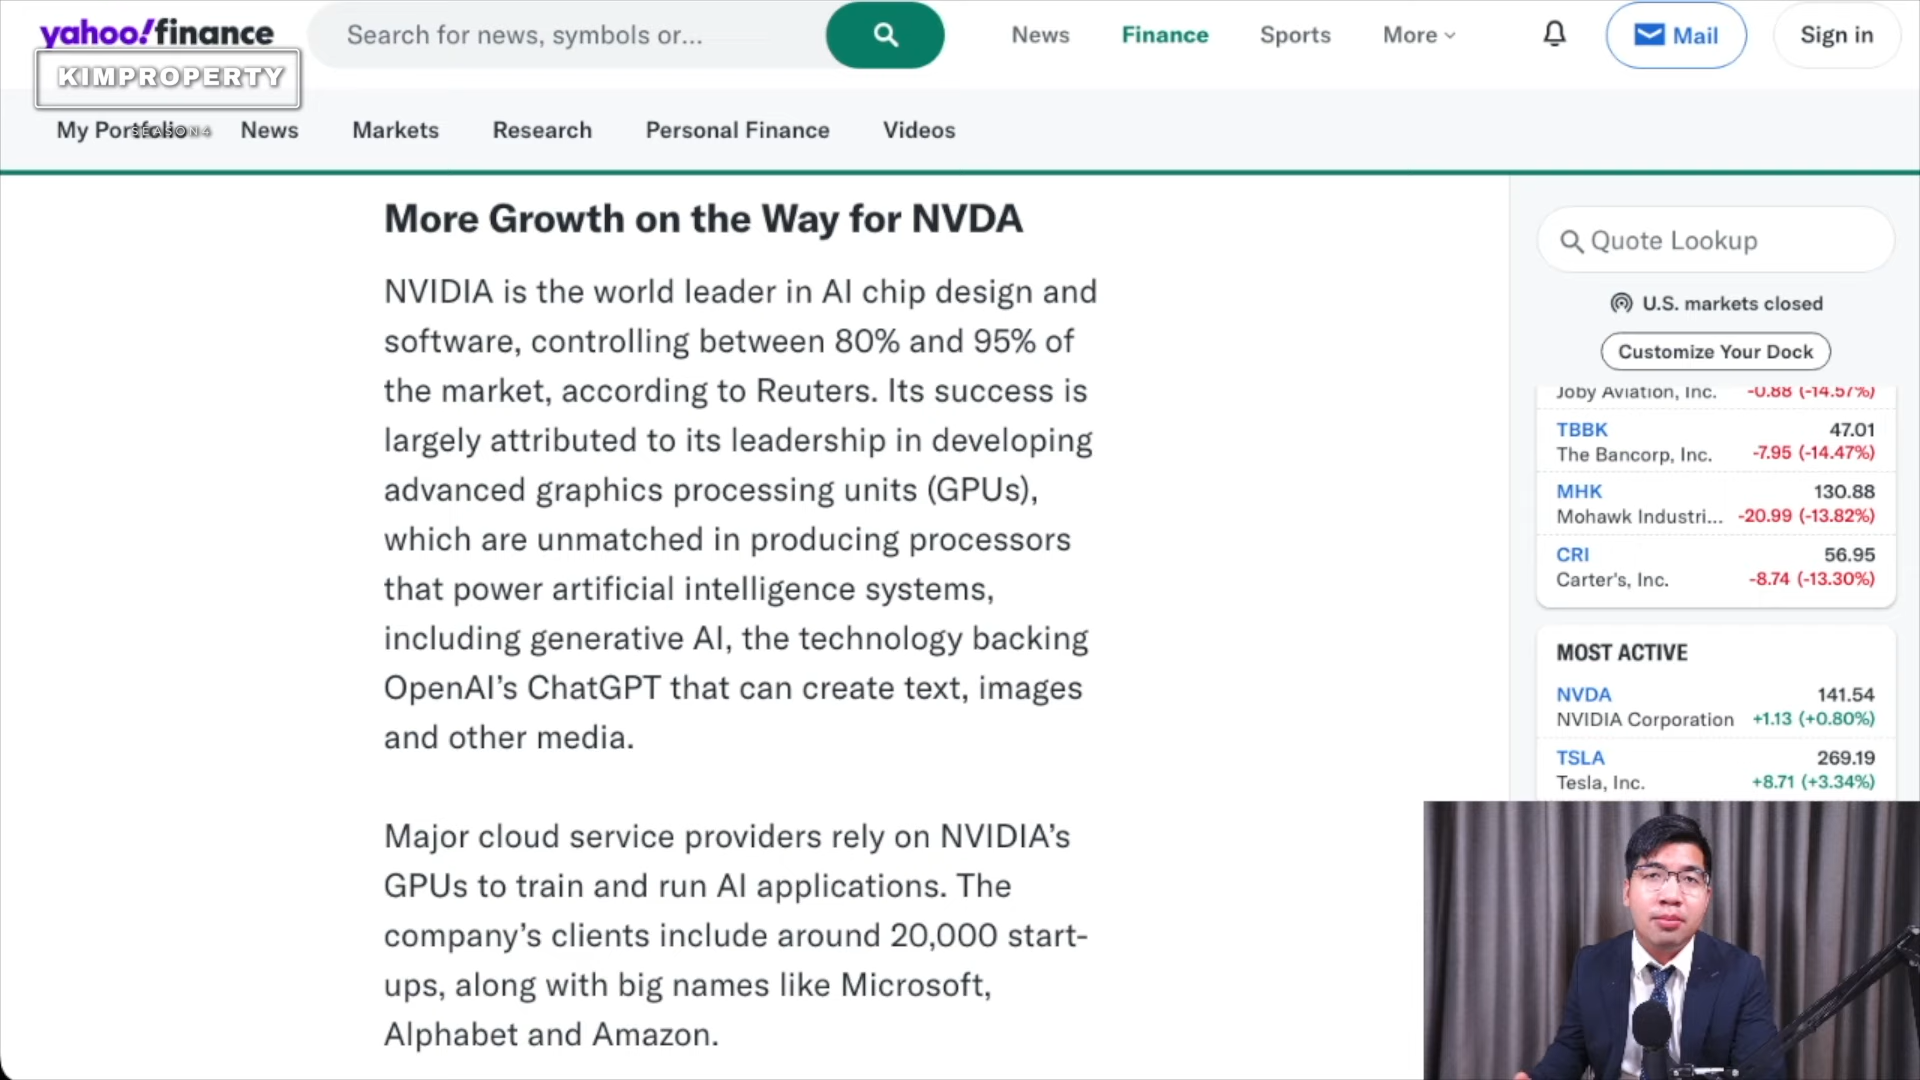 yahoo!finance
Search for news, symbols or...
News
Finance
Sports
More
Mail
Sign in
KIMPROPERTY
SEASON4
My Portfolio
News
Markets
Research
Personal Finance
Videos
More Growth on the Way for NVDA
NVIDIA is the world leader in AI chip design and
software, controlling between 80% and 95% of
the market, according to Reuters. Its success is
largely attributed to its leadership in developing
advanced graphics processing units (GPUs),
which are unmatched in producing processors
that power artificial intelligence systems,
including generative AI, the technology backing
OpenAI’s ChatGPT that can create text, images
and other media.
Major cloud service providers rely on NVIDIA’s
GPUs to train and run AI applications. The
company’s clients include around 20,000 start-
ups, along with big names like Microsoft,
Alphabet and Amazon.
Quote Lookup
U.S. markets closed
Customize Your Dock
Joby Aviation, Inc. -0.88 (-14.57%)
TBBK 47.01
The Bancorp, Inc. -7.95 (-14.47%)
MHK 130.88
Mohawk Industri... -20.99 (-13.82%)
CRI 56.95
Carter's, Inc. -8.74 (-13.30%)
MOST ACTIVE
NVDA 141.54
NVIDIA Corporation +1.13 (+0.80%)
TSLA 269.19
Tesla, Inc. +8.71 (+3.34%)